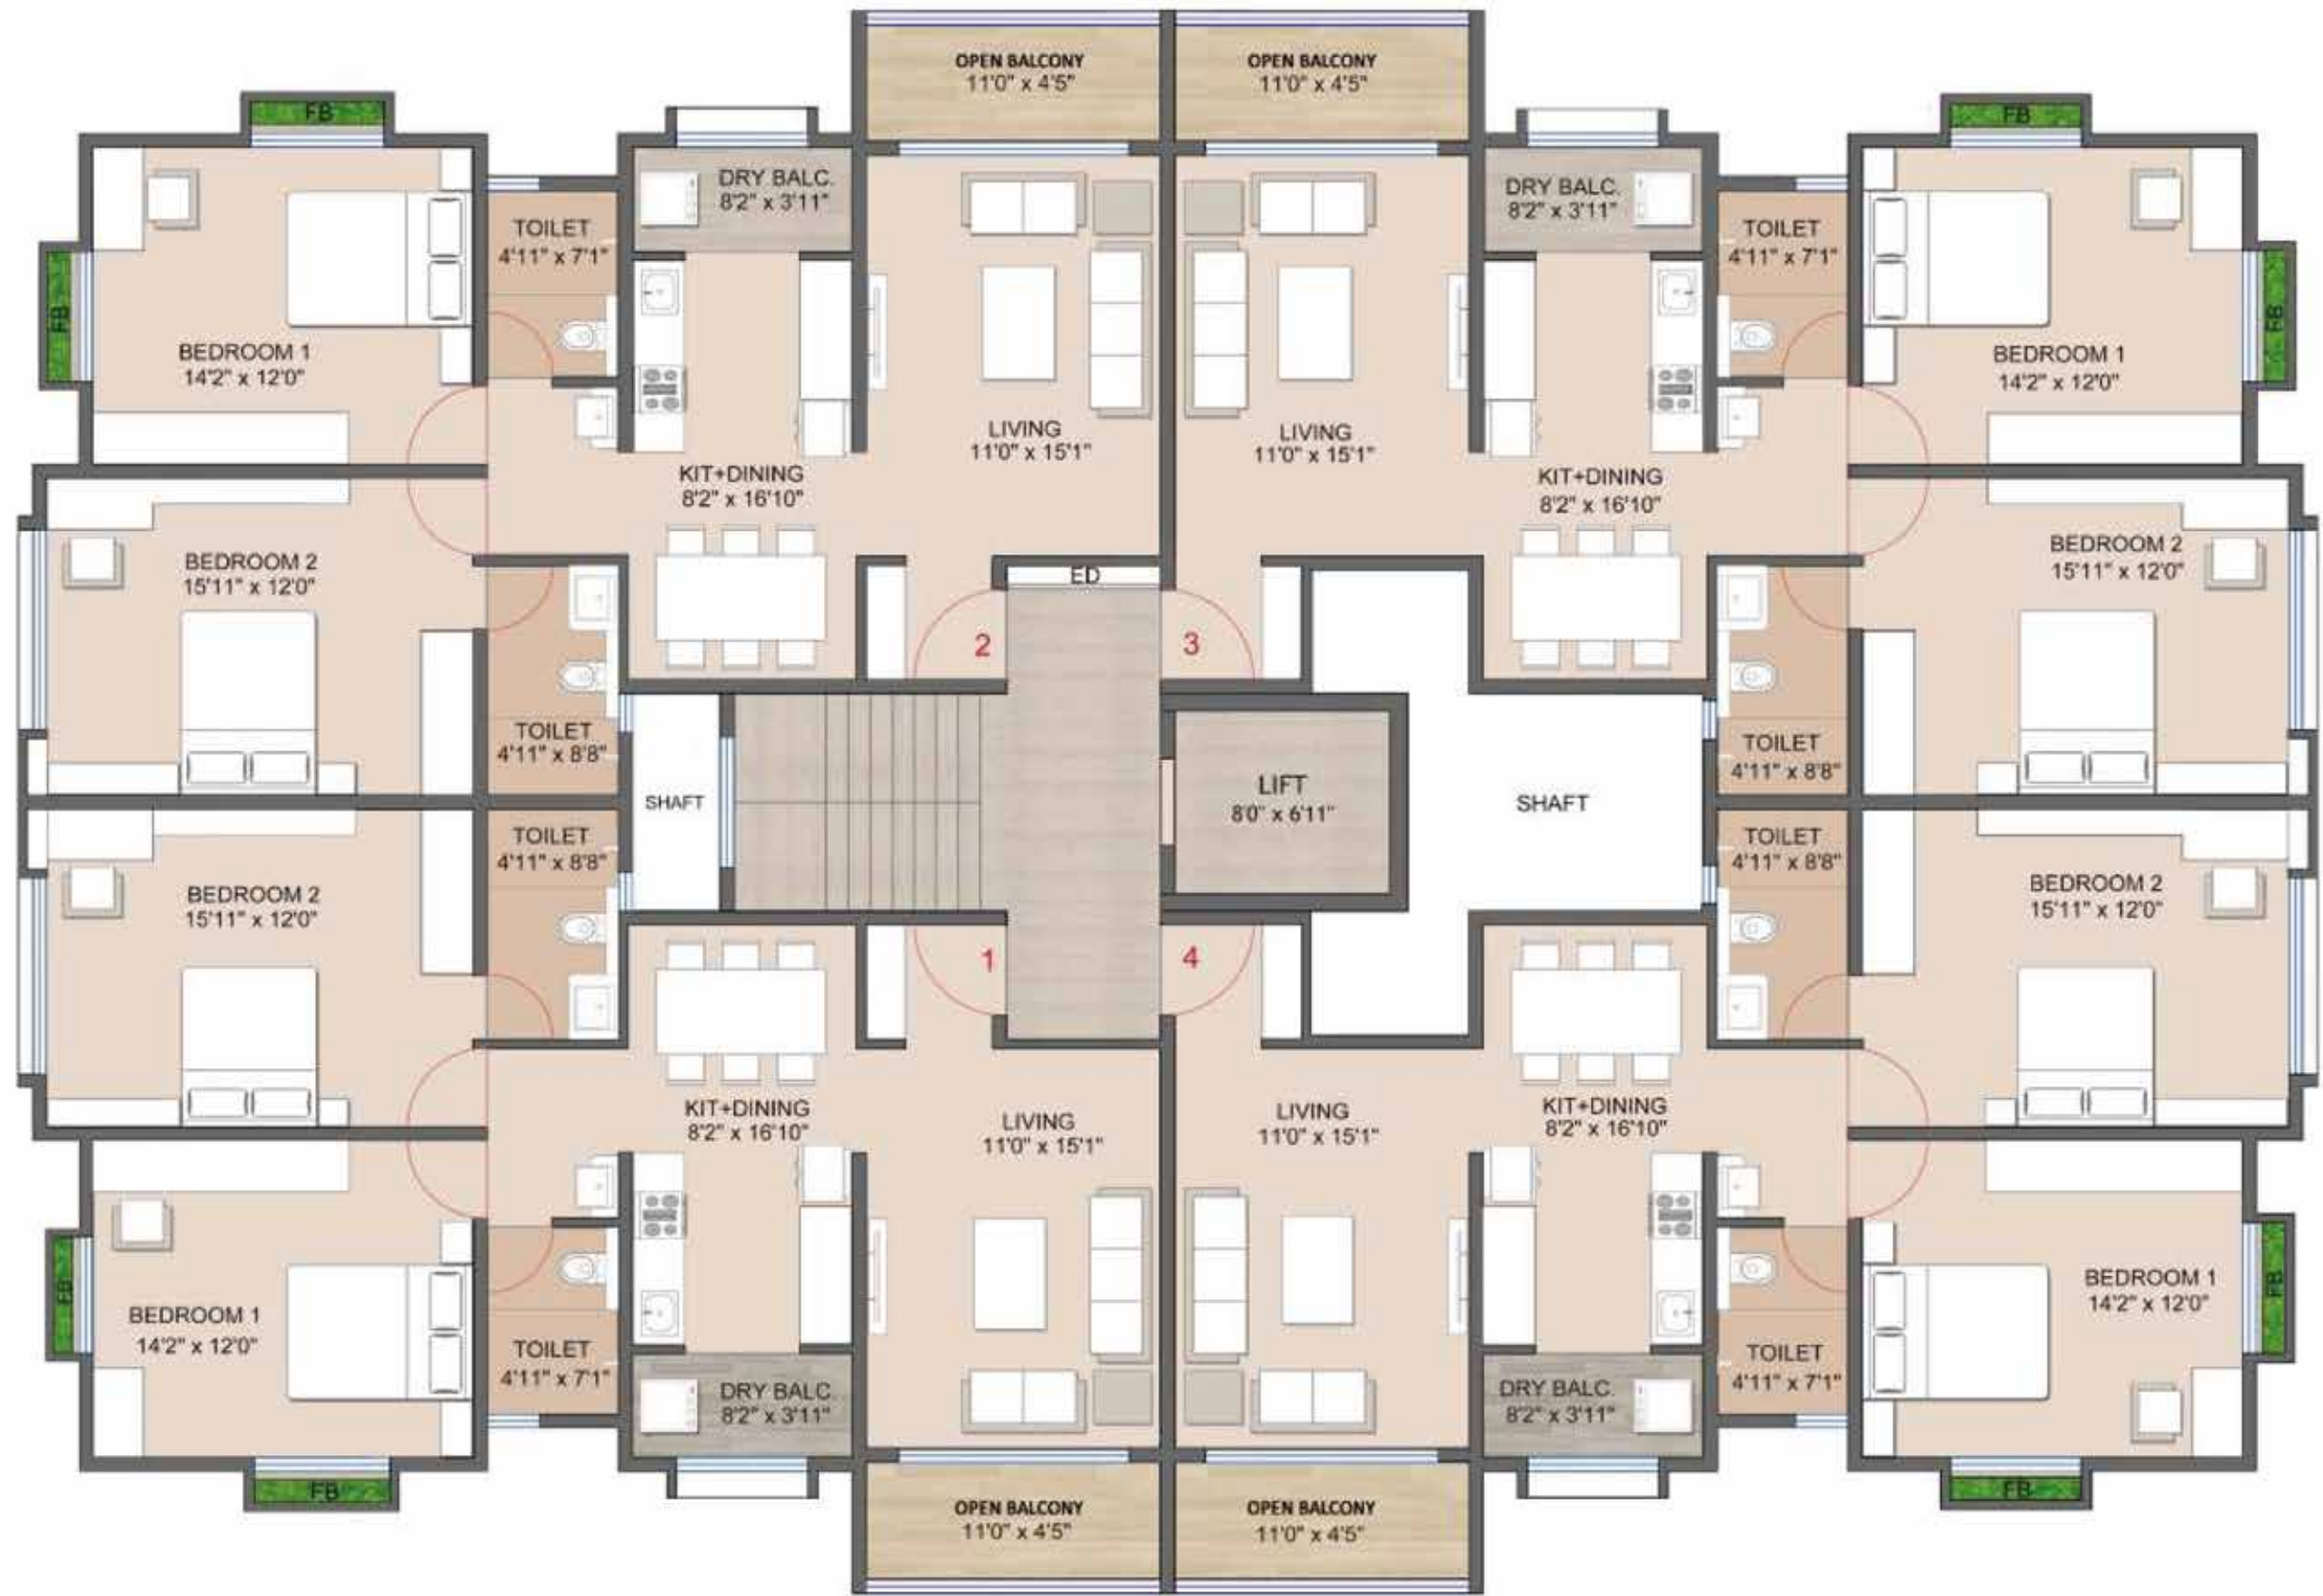 OPEN BALCONY
11'0" x 4'5"
OPEN BALCONY
11'0" x 4'5"
FB
FB
DRY BALC.
8'2" x 3'11"
DRY BALC.
8'2" x 3'11"
TOILET
4'11" x 7'1"
TOILET
4'11" x 7'1"
FB
FB
BEDROOM 1
14'2" x 12'0"
BEDROOM 1
14'2" x 12'0"
LIVING
11'0" x 15'1"
LIVING
11'0" x 15'1"
KIT+DINING
8'2" x 16'10"
KIT+DINING
8'2" x 16'10"
BEDROOM 2
15'11" x 12'0"
ED
BEDROOM 2
15'11" x 12'0"
2
3
TOILET
4'11" x 8'8"
TOILET
4'11" x 8'8"
SHAFT
LIFT
8'0" x 6'11"
SHAFT
TOILET
4'11" x 8'8"
TOILET
4'11" x 8'8"
BEDROOM 2
15'11" x 12'0"
BEDROOM 2
15'11" x 12'0"
1
4
KIT+DINING
8'2" x 16'10"
LIVING
11'0" x 15'1"
LIVING
11'0" x 15'1"
KIT+DINING
8'2" x 16'10"
FB
BEDROOM 1
14'2" x 12'0"
BEDROOM 1
14'2" x 12'0"
FB
TOILET
4'11" x 7'1"
TOILET
4'11" x 7'1"
DRY BALC.
8'2" x 3'11"
DRY BALC.
8'2" x 3'11"
FB
FB
OPEN BALCONY
11'0" x 4'5"
OPEN BALCONY
11'0" x 4'5"